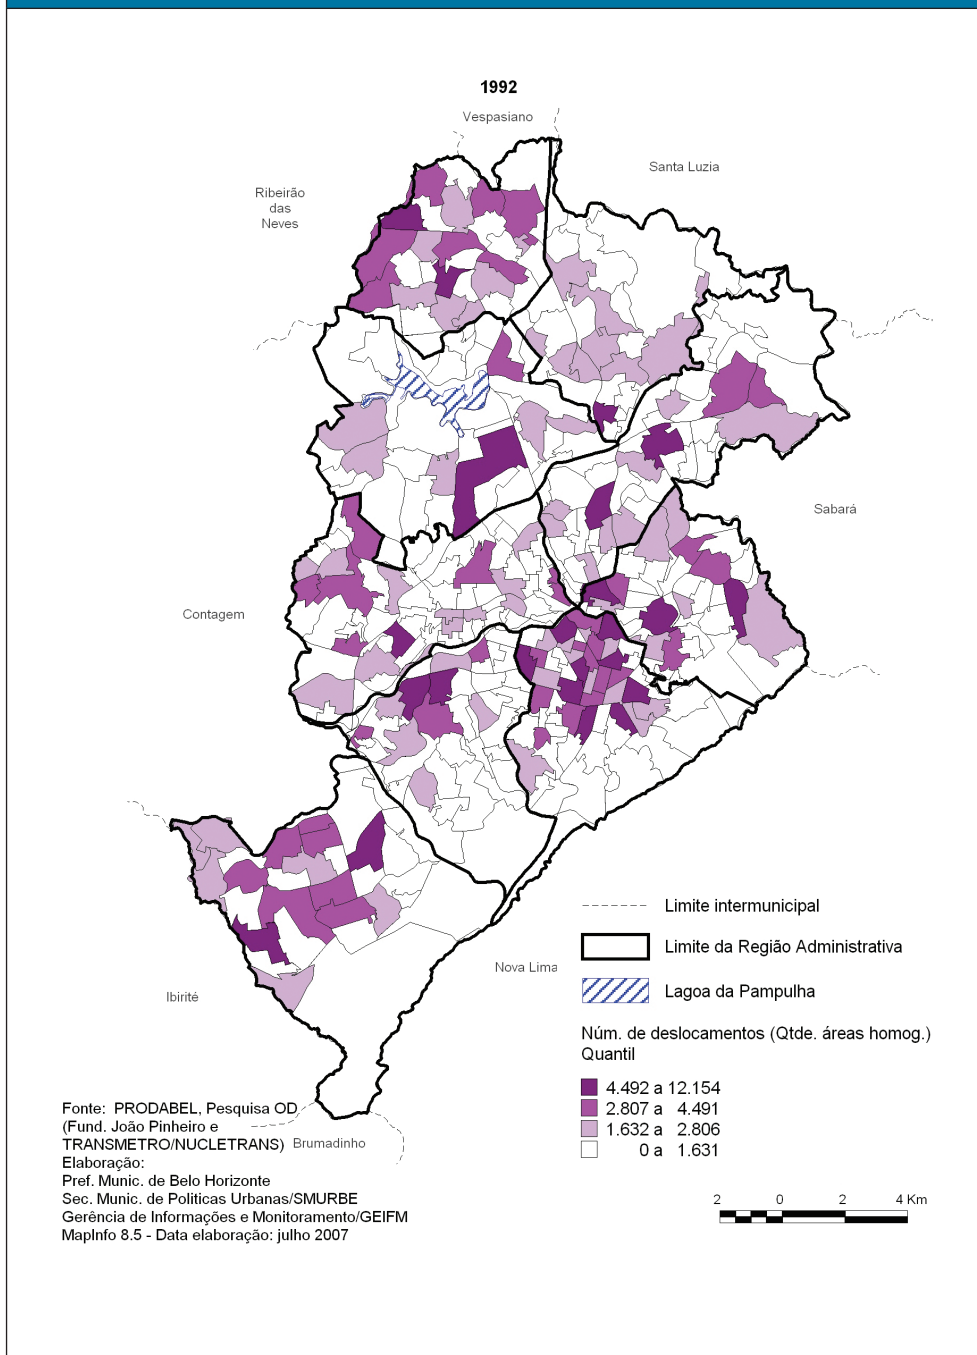 1992
Vespasiano
Santa Luzia
Ribeirão
das
Neves
Sabará
Contagem
Limite intermunicipal
Limite da Região Administrativa
Nova Lima
Lagoa da Pampulha
Ibirité
Núm. de deslocamentos (Qtde. áreas homog.)
Quantil
4.492 a 12.154
2.807 a 4.491
1.632 a 2.806
0 a 1.631
Fonte: PRODABEL, Pesquisa OD
(Fund. João Pinheiro e
TRANSMETRO/NUCLETRANS)
Brumadinho
Elaboração:
Pref. Munic. de Belo Horizonte
Sec. Munic. de Politicas Urbanas/SMURBE
Gerência de Informações e Monitoramento/GEIFM
MapInfo 8.5 - Data elaboração: julho 2007
2 0 2 4 Km